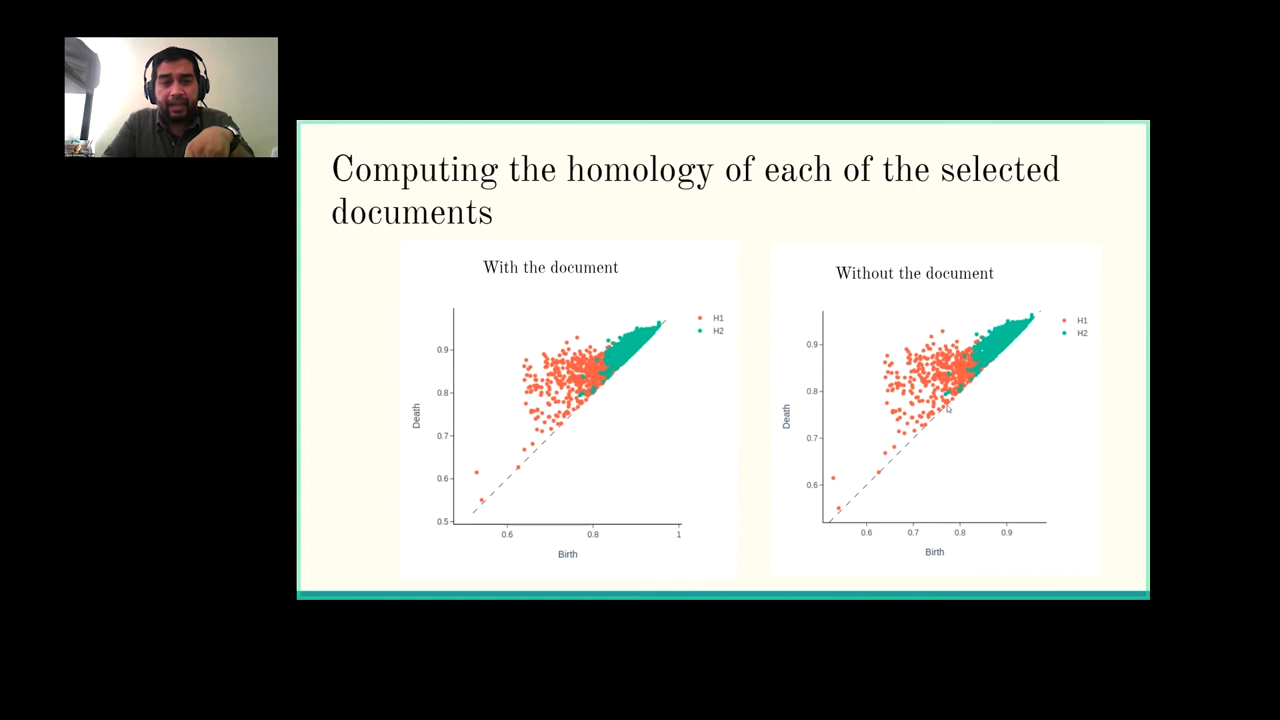 Computing the homology of each of the selected
documents
With the document
H1
H2
0.9
0.8
0.7
0.6
0.5
Death
0.6
0.8
1
Birth
Without the document
H1
H2
0.9
0.8
0.7
0.6
Death
0.6
0.7
0.8
0.9
Birth